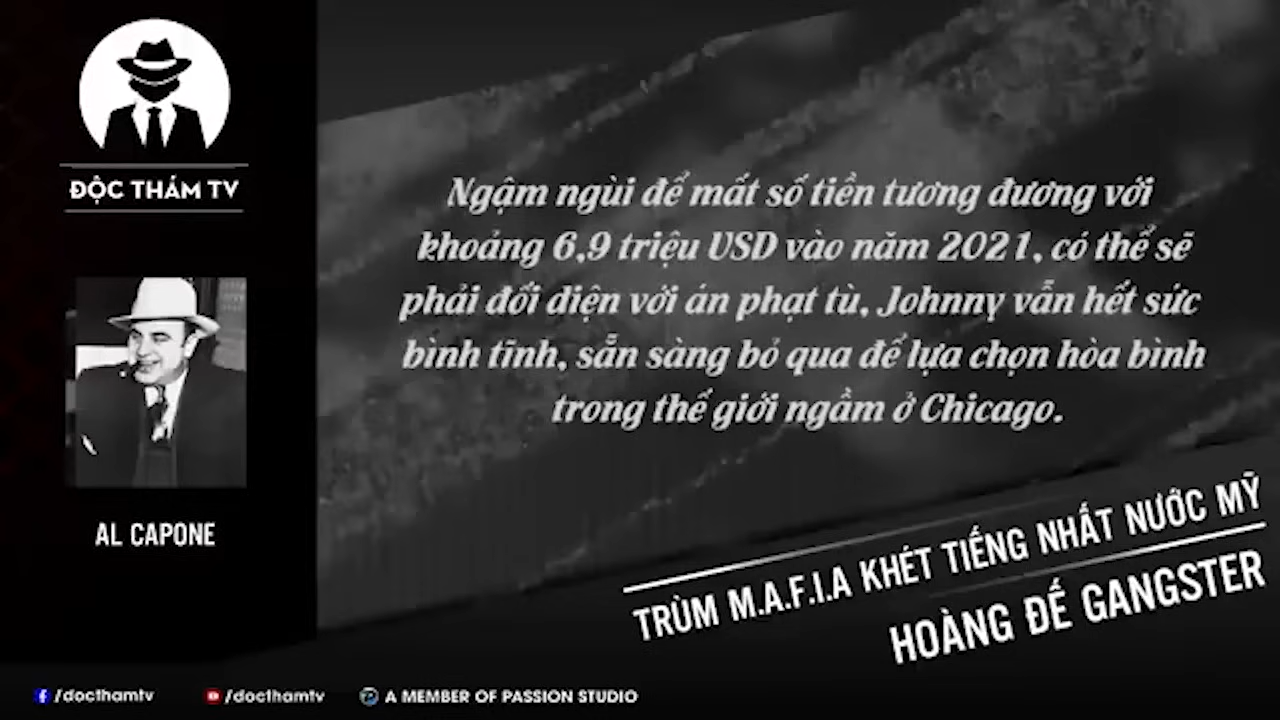 ĐỘC THÁM TV
AL CAPONE
Ngậm ngùi để mất số tiền tương đương với
khoảng 6,9 triệu USD vào năm 2021, có thể sẽ
phải đối diện với án phạt tù, Johnny vẫn hết sức
bình tĩnh, sẵn sàng bỏ qua để lựa chọn hòa bình
trong thế giới ngầm ở Chicago.
TRÙM M.A.F.I.A KHÉT TIẾNG NHẤT NƯỚC MỸ
HOÀNG ĐẾ GANGSTER
/docthamtv
/docthamtv
A MEMBER OF PASSION STUDIO